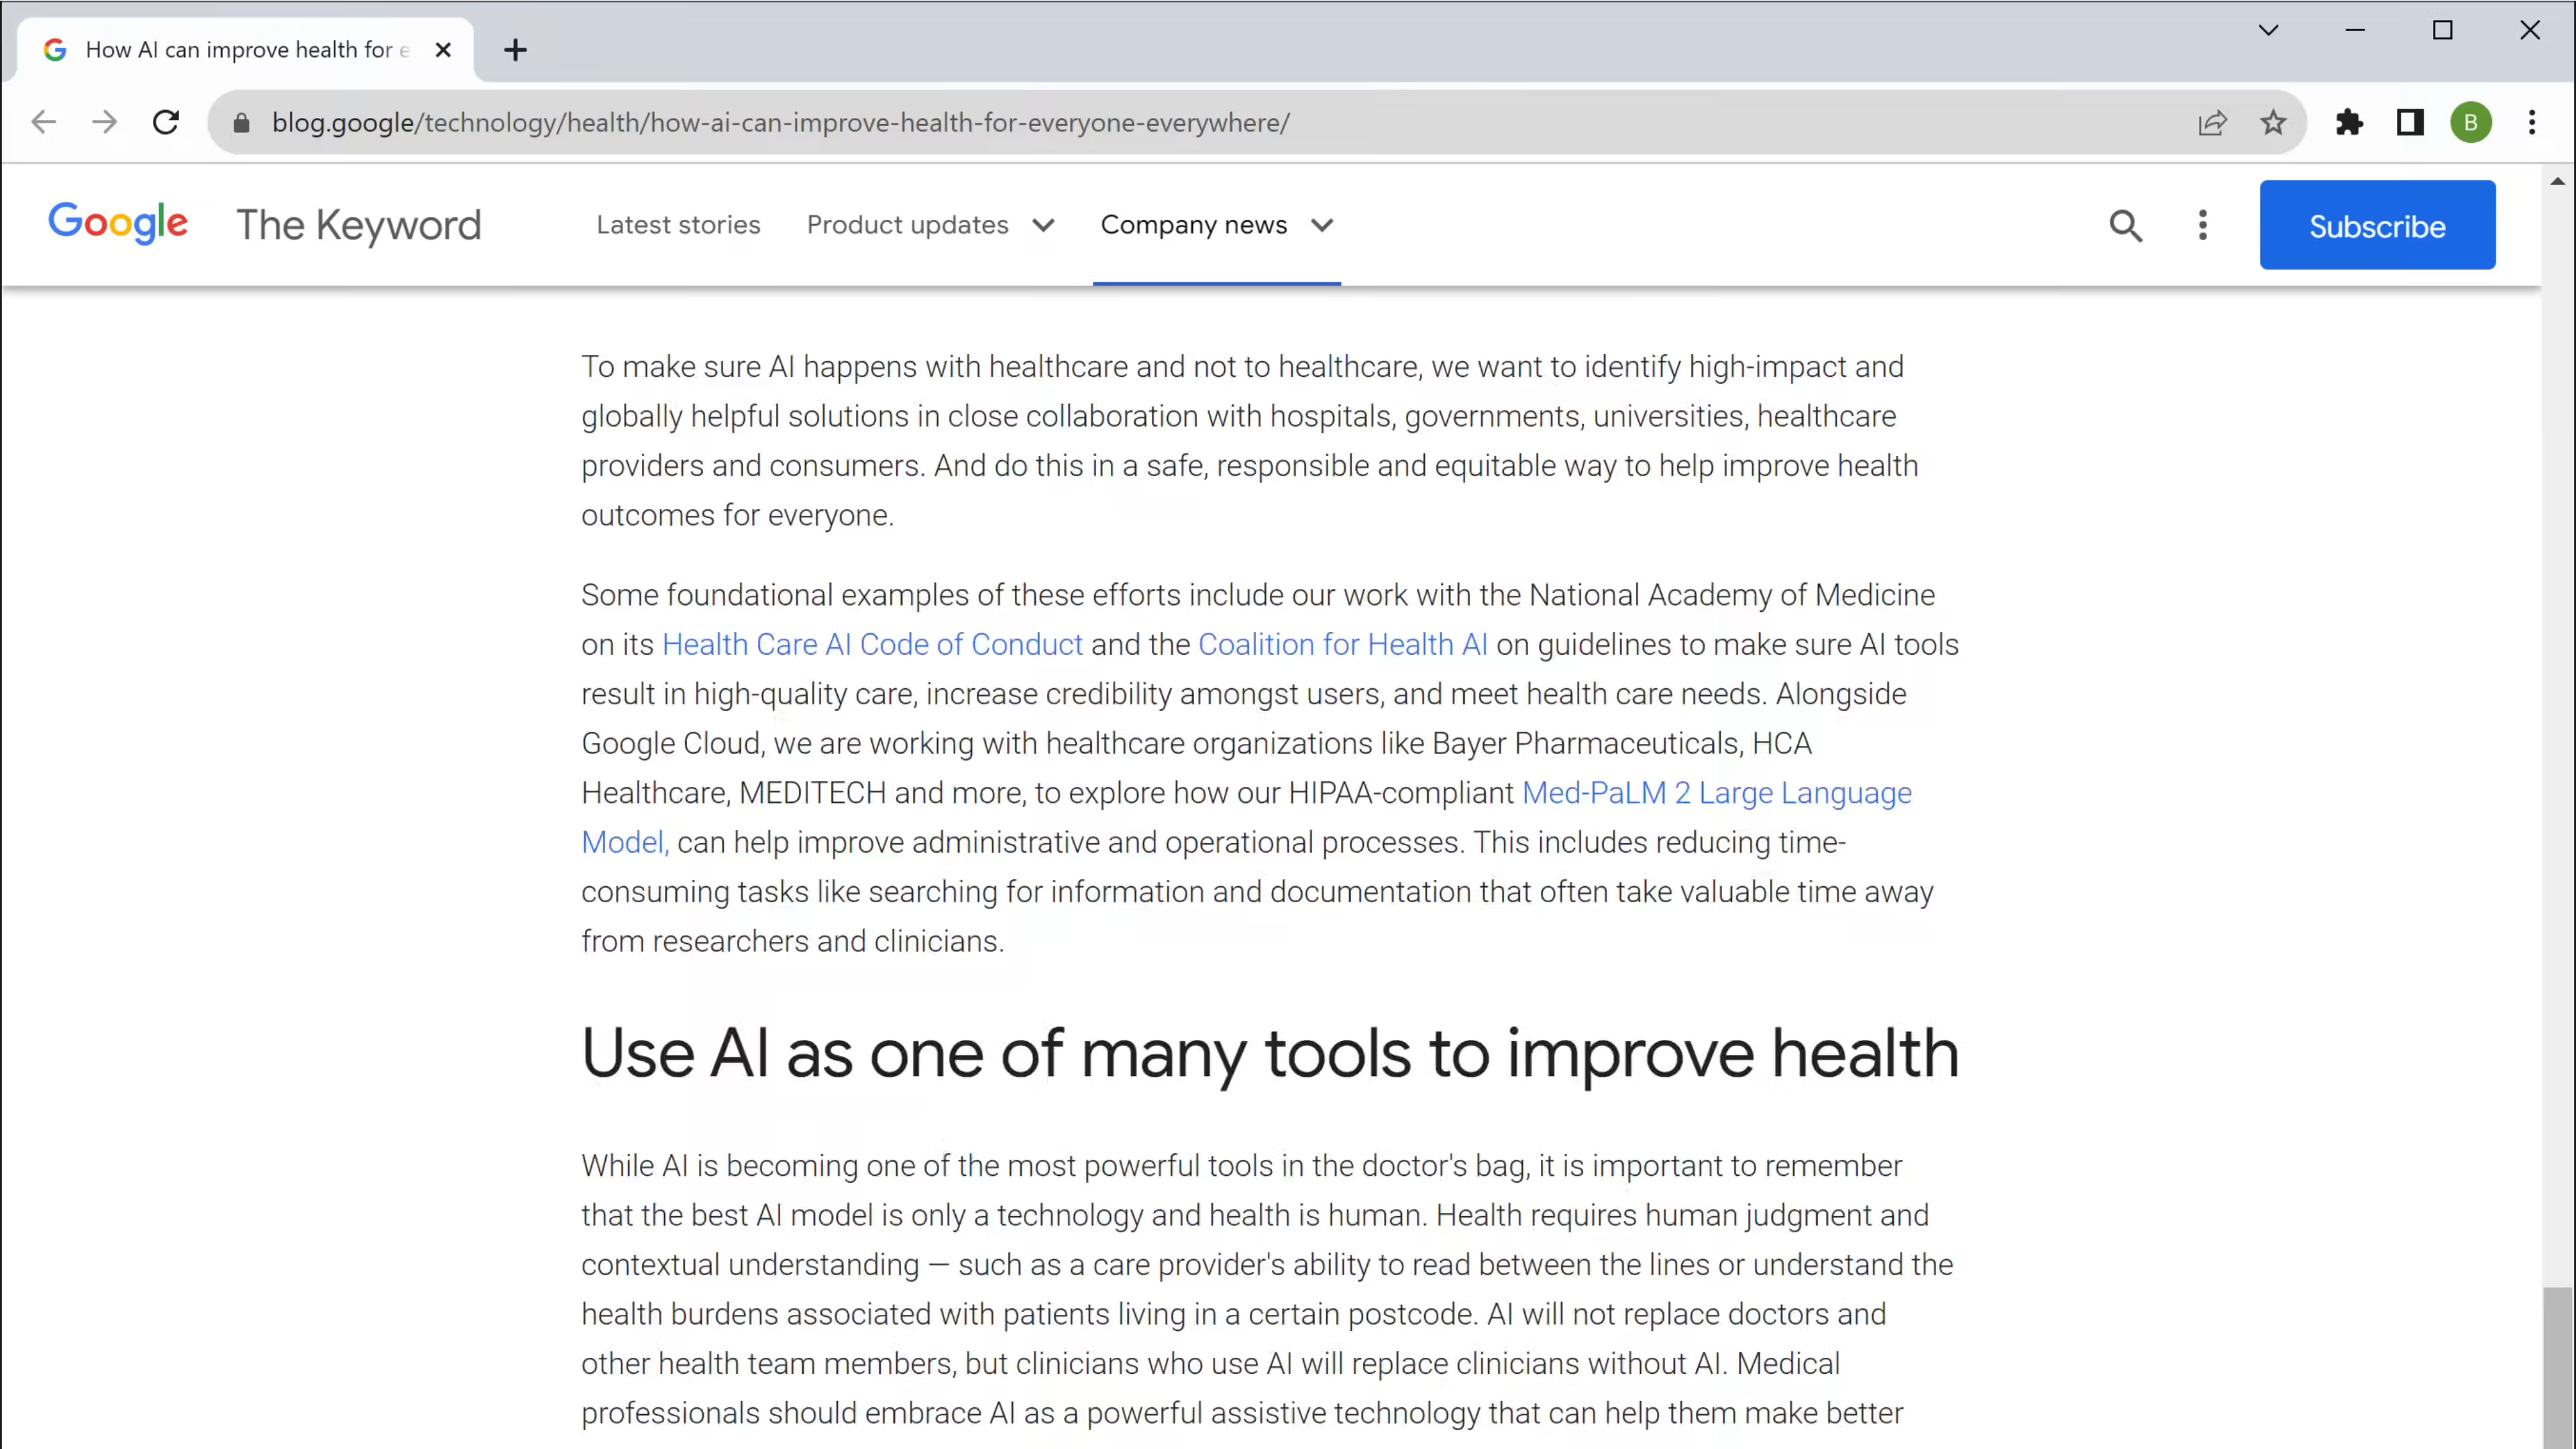 How AI can improve health for e
blog.google/technology/health/how-ai-can-improve-health-for-everyone-everywhere/
B
Google The Keyword Latest stories Product updates Company news Subscribe
To make sure AI happens with healthcare and not to healthcare, we want to identify high-impact and
globally helpful solutions in close collaboration with hospitals, governments, universities, healthcare
providers and consumers. And do this in a safe, responsible and equitable way to help improve health
outcomes for everyone.
Some foundational examples of these efforts include our work with the National Academy of Medicine
on its Health Care AI Code of Conduct and the Coalition for Health AI on guidelines to make sure AI tools
result in high-quality care, increase credibility amongst users, and meet health care needs. Alongside
Google Cloud, we are working with healthcare organizations like Bayer Pharmaceuticals, HCA
Healthcare, MEDITECH and more, to explore how our HIPAA-compliant Med-PaLM 2 Large Language
Model, can help improve administrative and operational processes. This includes reducing time-
consuming tasks like searching for information and documentation that often take valuable time away
from researchers and clinicians.
Use AI as one of many tools to improve health
While AI is becoming one of the most powerful tools in the doctor's bag, it is important to remember
that the best AI model is only a technology and health is human. Health requires human judgment and
contextual understanding — such as a care provider's ability to read between the lines or understand the
health burdens associated with patients living in a certain postcode. AI will not replace doctors and
other health team members, but clinicians who use AI will replace clinicians without AI. Medical
professionals should embrace AI as a powerful assistive technology that can help them make better